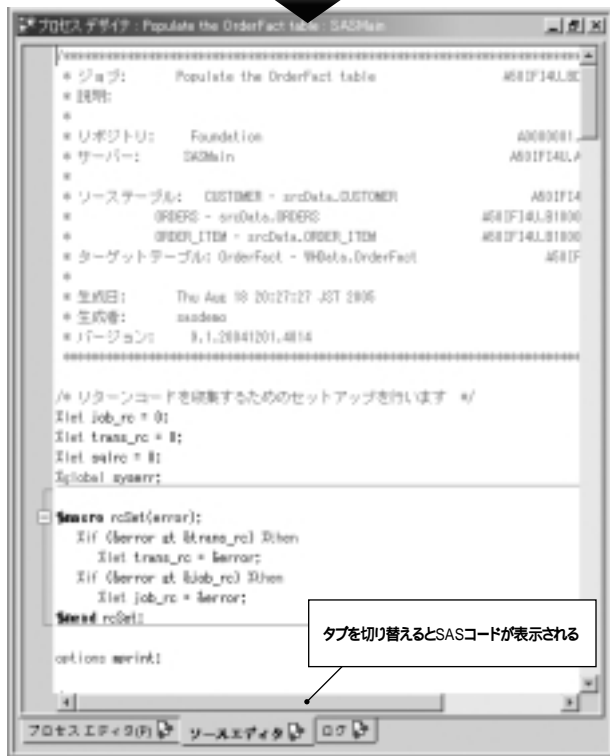 プロセス デザイナ : Populate the OrderFact table : SASMain
/****************************************************************************
* ジョブ: Populate the OrderFact table
* 説明:
*
* リポジトリ: Foundation
* サーバー: SASMain
*
* ソーステーブル: CUSTOMER - srcData.CUSTOMER
* ORDERS - srcData.ORDERS
* ORDER_ITEM - srcData.ORDER_ITEM
* ターゲットテーブル: OrderFact - WHData.OrderFact
*
* 生成日: Thu Aug 18 20:27:27 JST 2005
* 生成者: sasdemo
* バージョン: 9.1.20041201.4014
****************************************************************************
/* リターンコードを収集するためのセットアップを行います */
%let job_rc = 0;
%let trans_rc = 0;
%let sqlrc = 0;
%global syserr;
%macro rcSet(error);
%if (&error gt &trans_rc) %then
%let trans_rc = &error;
%if (&error gt &job_rc) %then
%let job_rc = &error;
%mend rcSet;
options mprint;
タブを切り替えるとSASコードが表示される
プロセス エディタ(P) ソースエディタ ログ